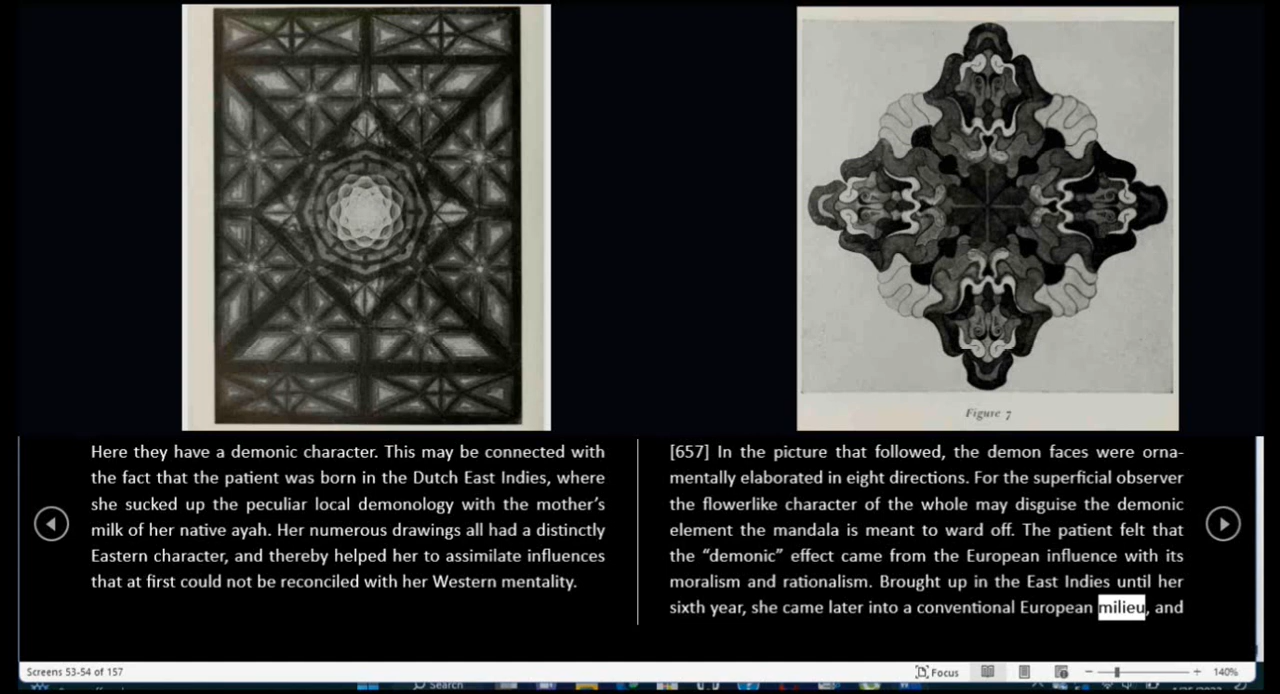 Figure 7
Here they have a demonic character. This may be connected with
the fact that the patient was born in the Dutch East Indies, where
she sucked up the peculiar local demonology with the mother's
milk of her native ayah. Her numerous drawings all had a distinctly
Eastern character, and thereby helped her to assimilate influences
that at first could not be reconciled with her Western mentality.
[657] In the picture that followed, the demon faces were orna-
mentally elaborated in eight directions. For the superficial observer
the flowerlike character of the whole may disguise the demonic
element the mandala is meant to ward off. The patient felt that
the “demonic” effect came from the European influence with its
moralism and rationalism. Brought up in the East Indies until her
sixth year, she came later into a conventional European milieu, and
Screens 53-54 of 157
Focus
140%
Search